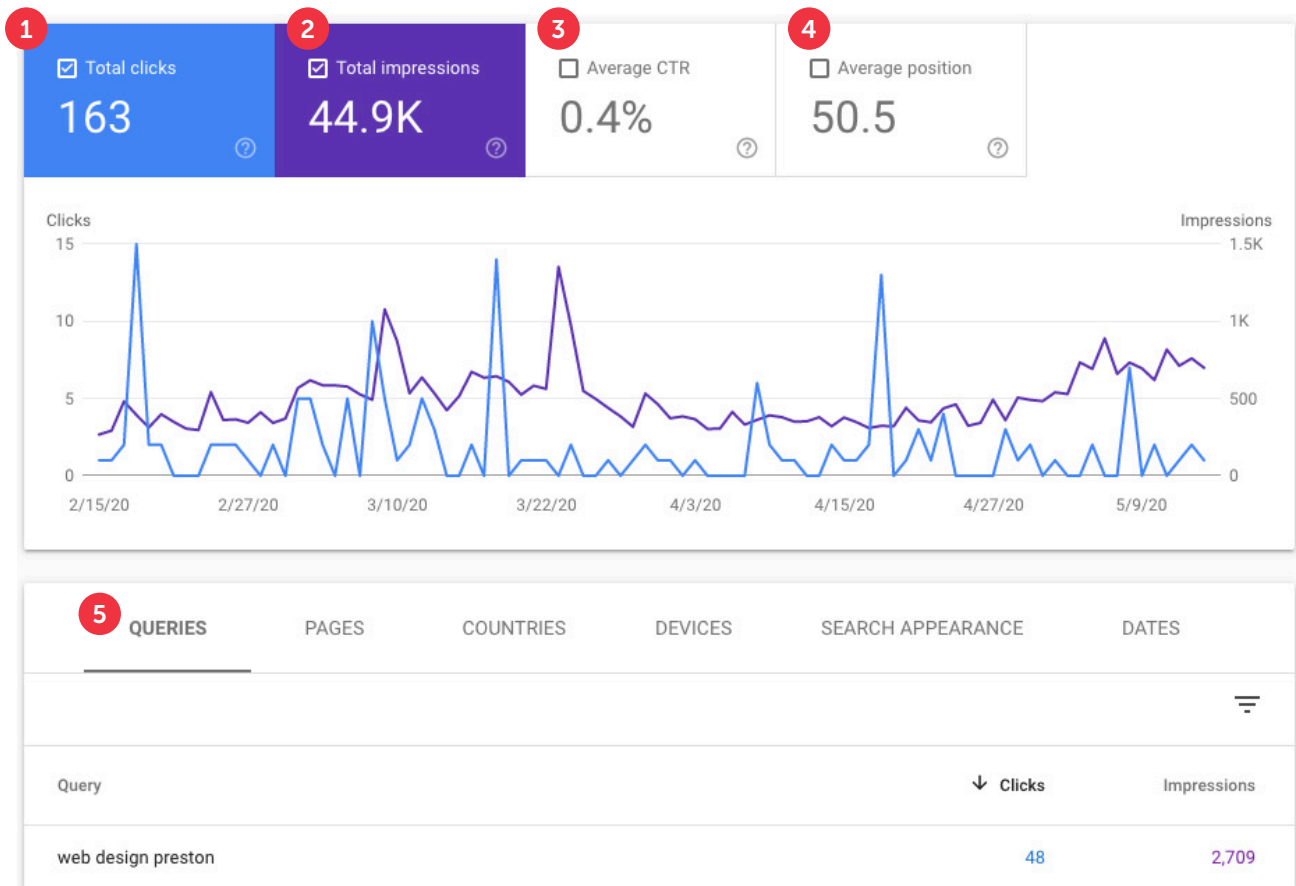 1 2 3 4
Total clicks Total impressions Average CTR Average position
163 44.9K 0.4% 50.5
? ? ? ?
Clicks Impressions
15 1.5K
10 1K
5 500
0 0
2/15/20 2/27/20 3/10/20 3/22/20 4/3/20 4/15/20 4/27/20 5/9/20
5 QUERIES PAGES COUNTRIES DEVICES SEARCH APPEARANCE DATES
Query Clicks Impressions
web design preston 48 2,709